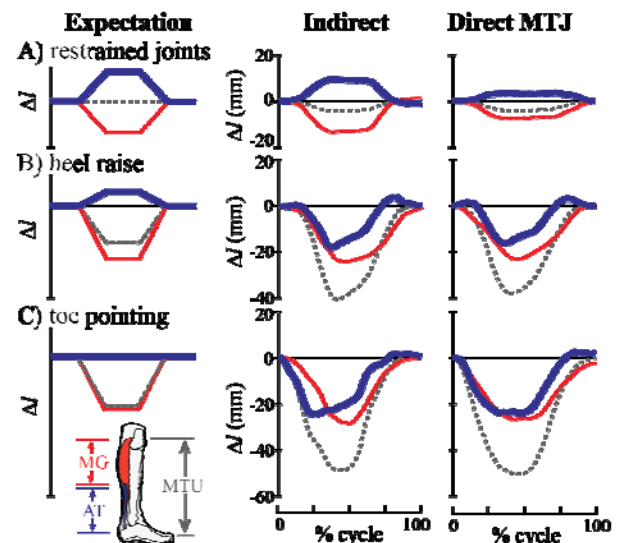 Expectation Indirect Direct MTJ
A) restrained joints
Δl
Δl (mm)
20
0
-20
B) heel raise
Δl
Δl (mm)
20
0
-20
-40
C) toe pointing
Δl
Δl (mm)
20
0
-20
-40
-60
MG
AT
MTU
0 100 0 100
% cycle % cycle